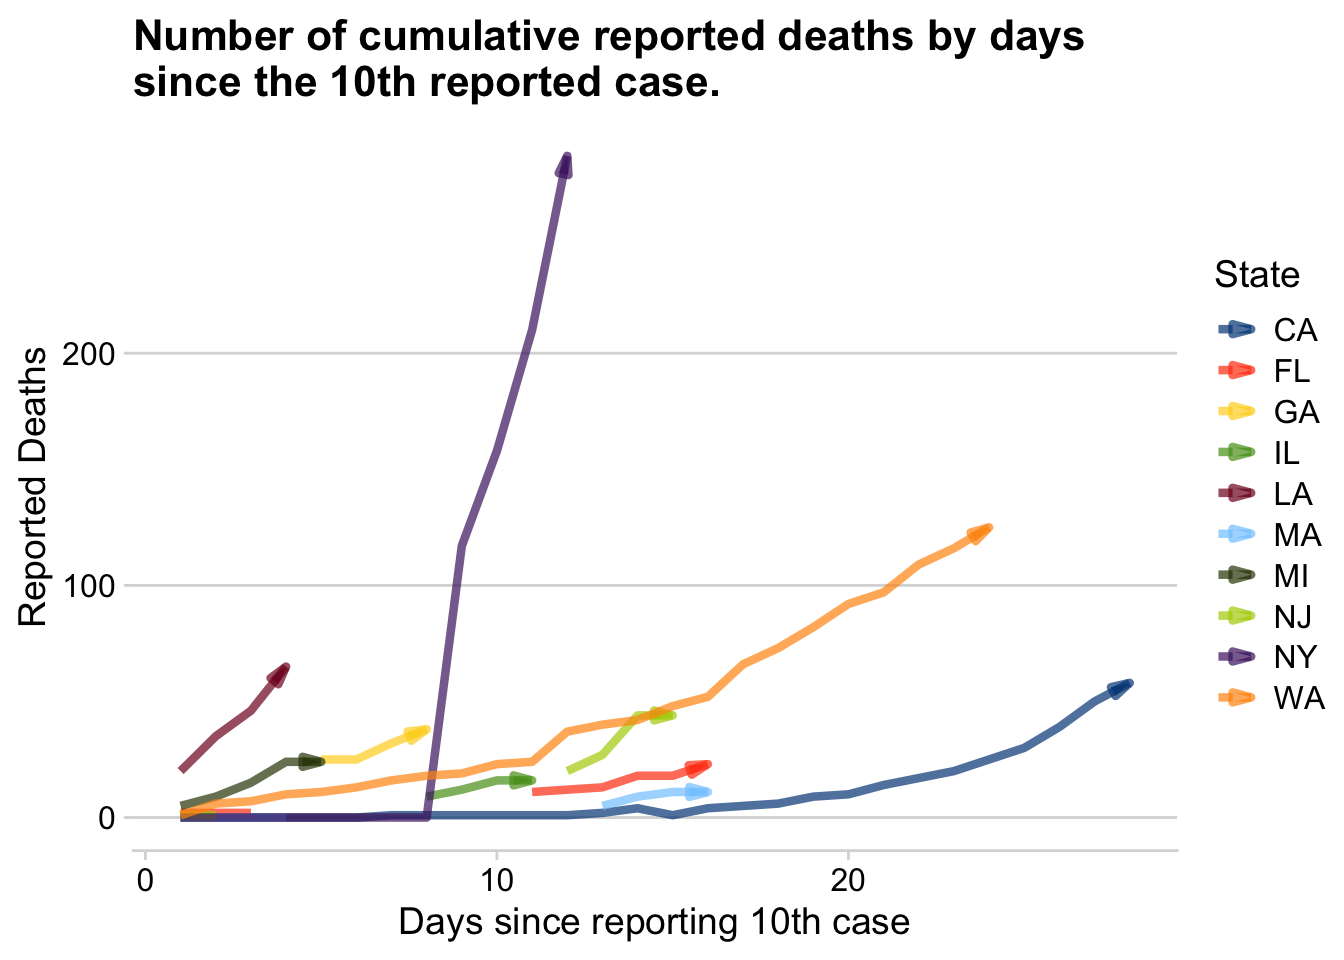 Number of cumulative reported deaths by days
since the 10th reported case.
Reported Deaths
200
100
0
0
10
20
Days since reporting 10th case
State
CA
FL
GA
IL
LA
MA
MI
NJ
NY
WA